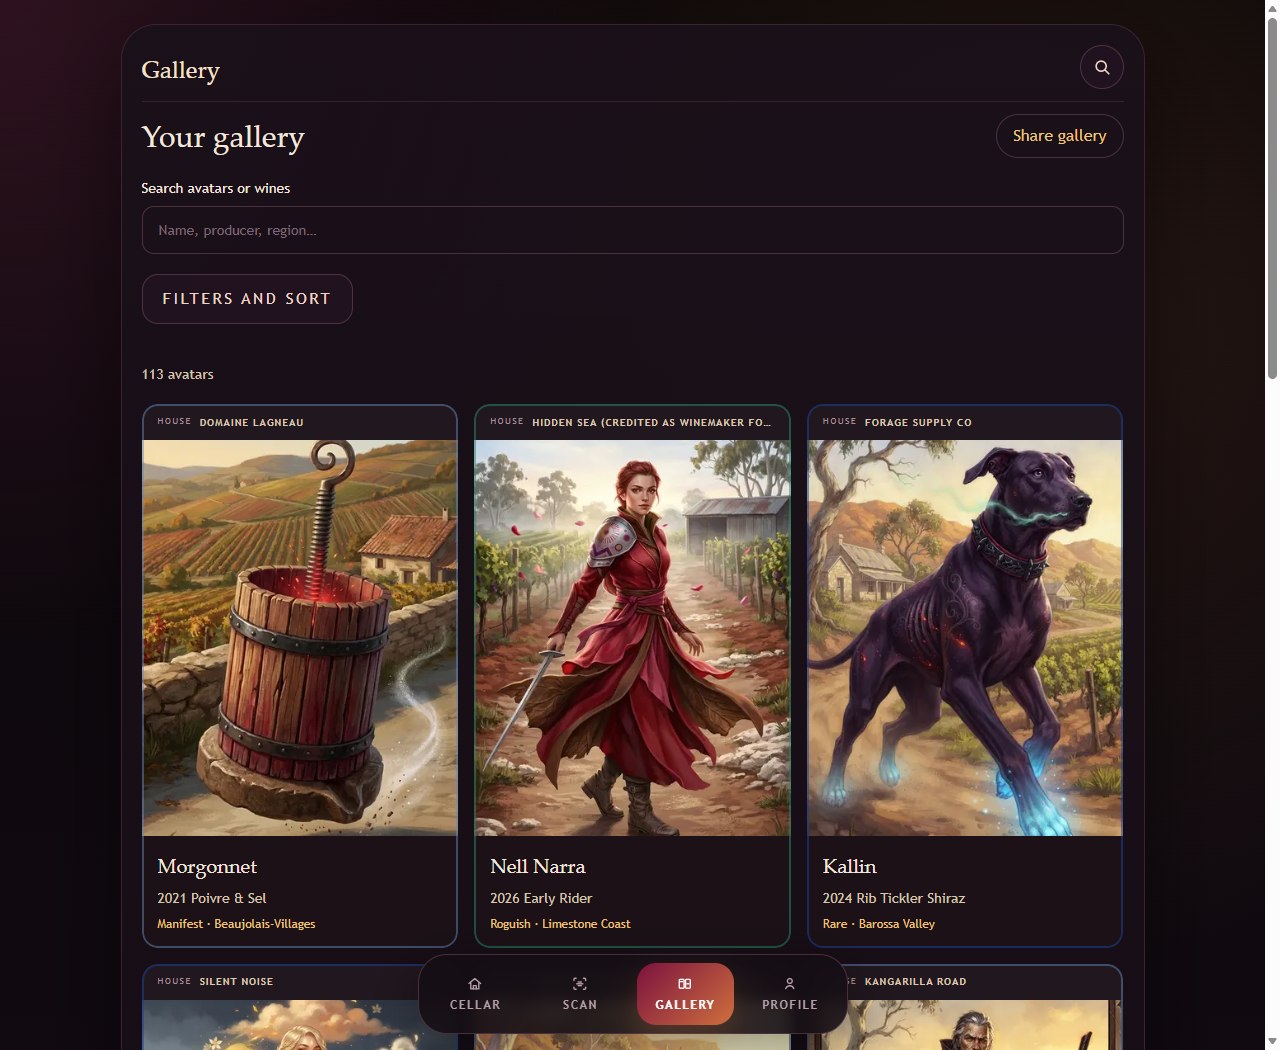 Gallery
Your gallery
Share gallery
Search avatars or wines
Name, producer, region...
FILTERS AND SORT
113 avatars
HOUSE DOMAINE LAGNEAU
HOUSE HIDDEN SEA (CREDITED AS WINEMAKER FO...
HOUSE FORAGE SUPPLY CO
Morgonnet
2021 Poivre & Sel
Manifest · Beaujolais-Villages
Nell Narra
2026 Early Rider
Roguish · Limestone Coast
Kallin
2024 Rib Tickler Shiraz
Rare · Barossa Valley
HOUSE SILENT NOISE
KANGARILLA ROAD
CELLAR
SCAN
GALLERY
PROFILE